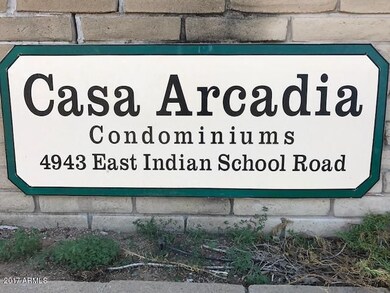 Casa Arcadia
Condominiums
4943 East Indian School Road
2017 ARMLS